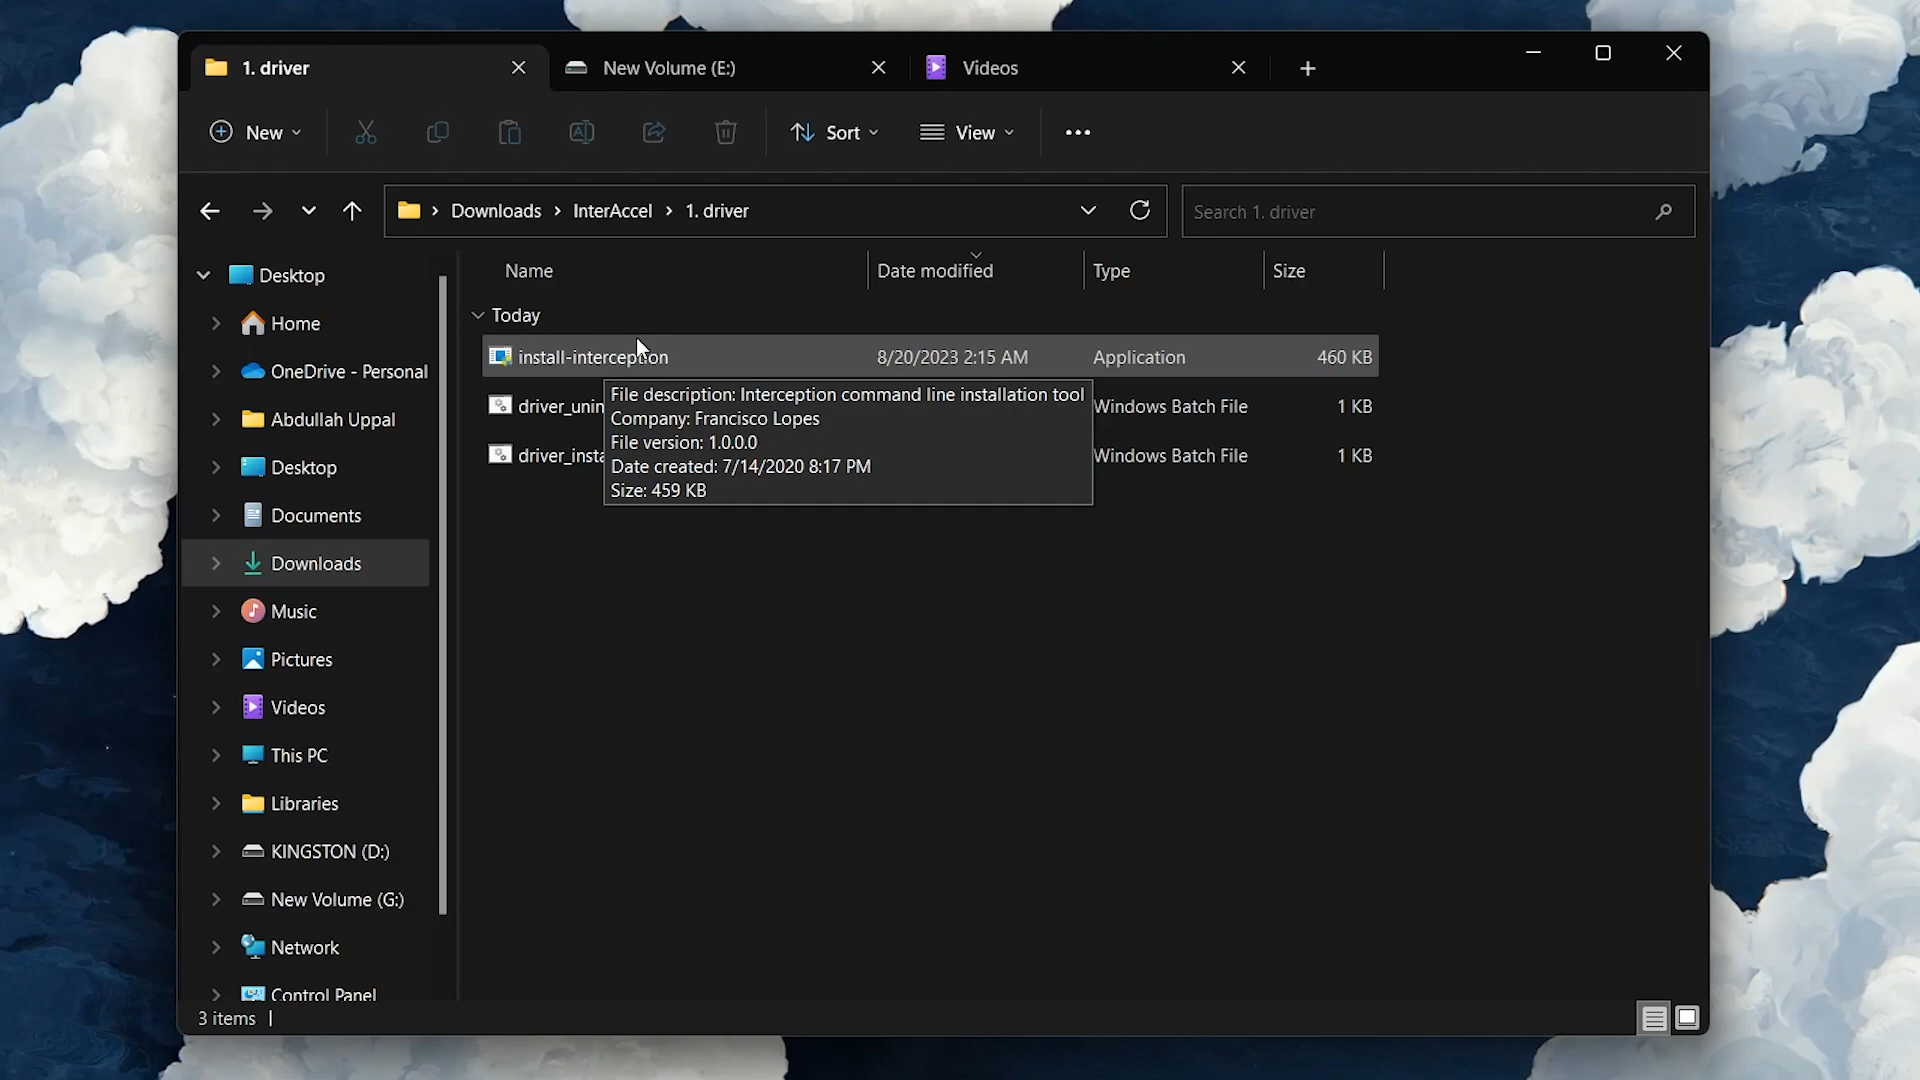 1. driver
New Volume (E:)
Videos
New
Sort
View
Downloads > InterAccel > 1. driver
Search 1. driver
Name
Date modified
Type
Size
Desktop
Home
OneDrive - Personal
Abdullah Uppal
Desktop
Documents
Downloads
Music
Pictures
Videos
This PC
Libraries
KINGSTON (D:)
New Volume (G:)
Network
Control Panel
Today
install-interception 8/20/2023 2:15 AM Application 460 KB
driver_unin Windows Batch File 1 KB
driver_insta Windows Batch File 1 KB
File description: Interception command line installation tool
Company: Francisco Lopes
File version: 1.0.0.0
Date created: 7/14/2020 8:17 PM
Size: 459 KB
3 items